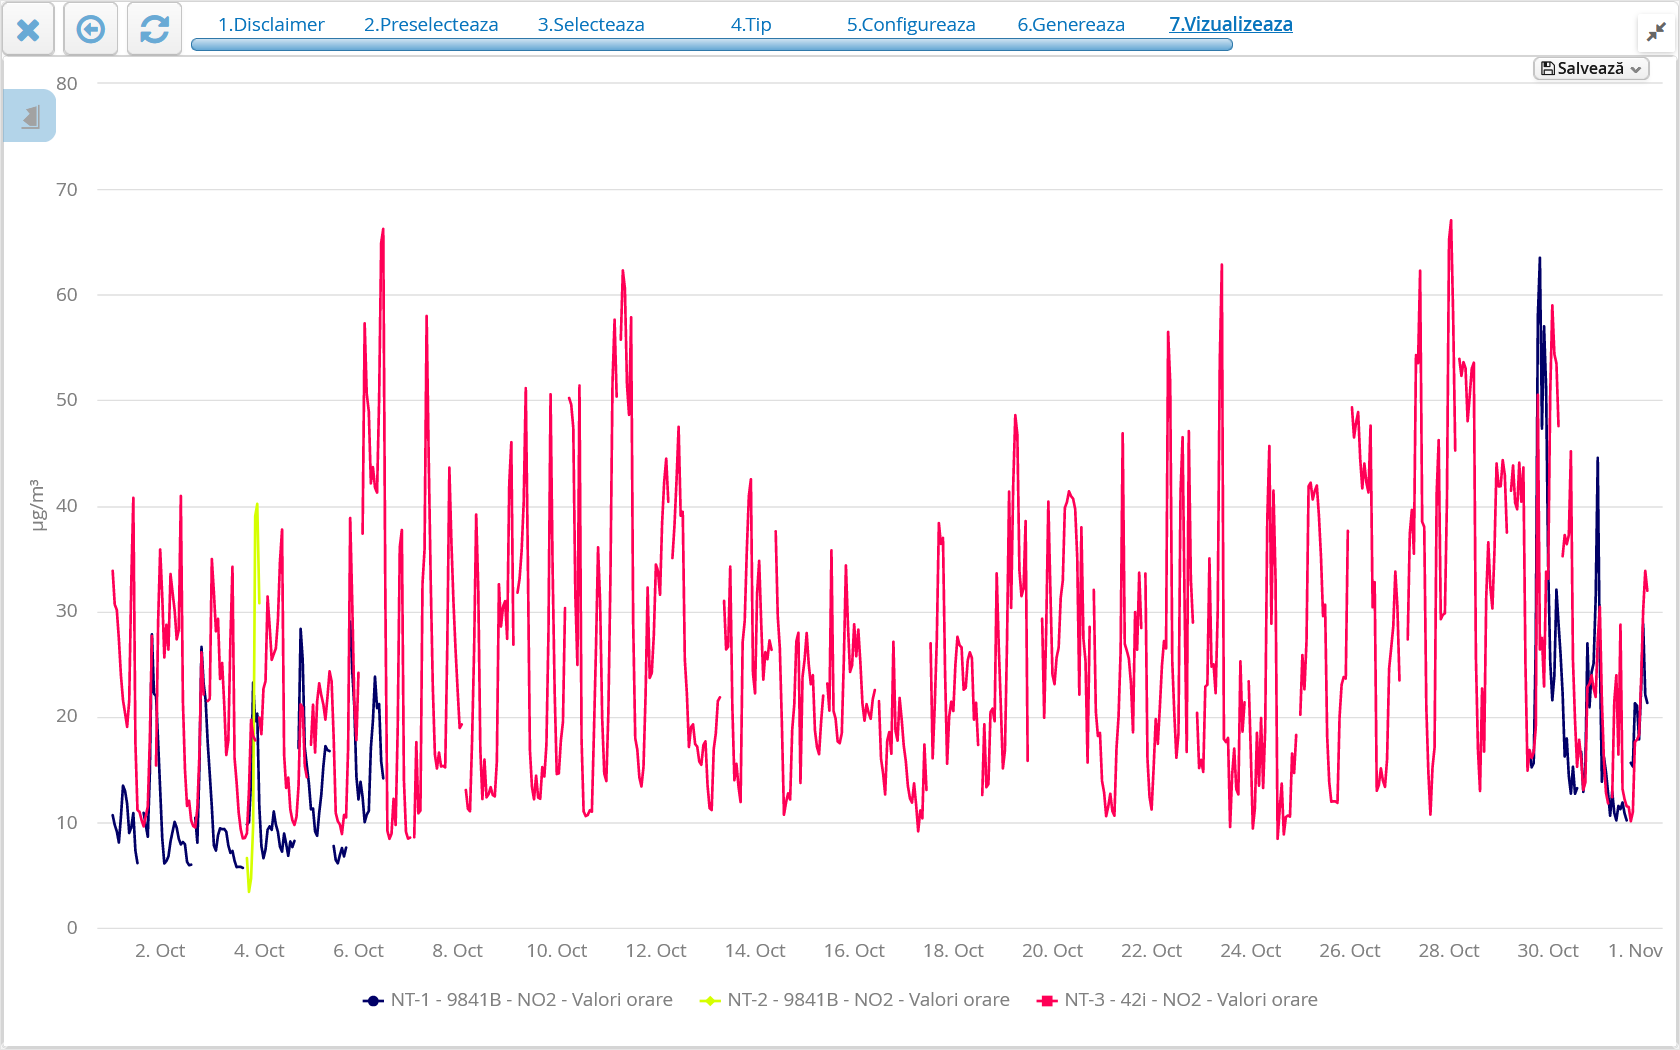 1.Disclaimer 2.Preselecteaza 3.Selecteaza 4.Tip 5.Configureaza 6.Genereaza 7.Vizualizeaza
Salvează
80
70
60
50
40
30
20
10
0
µg/m³
2. Oct 4. Oct 6. Oct 8. Oct 10. Oct 12. Oct 14. Oct 16. Oct 18. Oct 20. Oct 22. Oct 24. Oct 26. Oct 28. Oct 30. Oct 1. Nov
NT-1 - 9841B - NO2 - Valori orare NT-2 - 9841B - NO2 - Valori orare NT-3 - 42i - NO2 - Valori orare